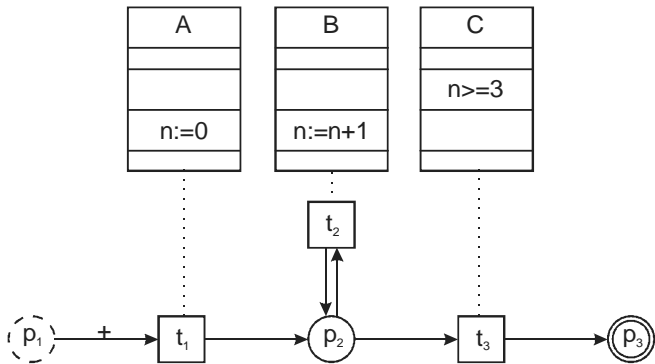 A B C
n>=3
n:=0 n:=n+1
t₂
p₁ + t₁ p₂ t₃ p₃